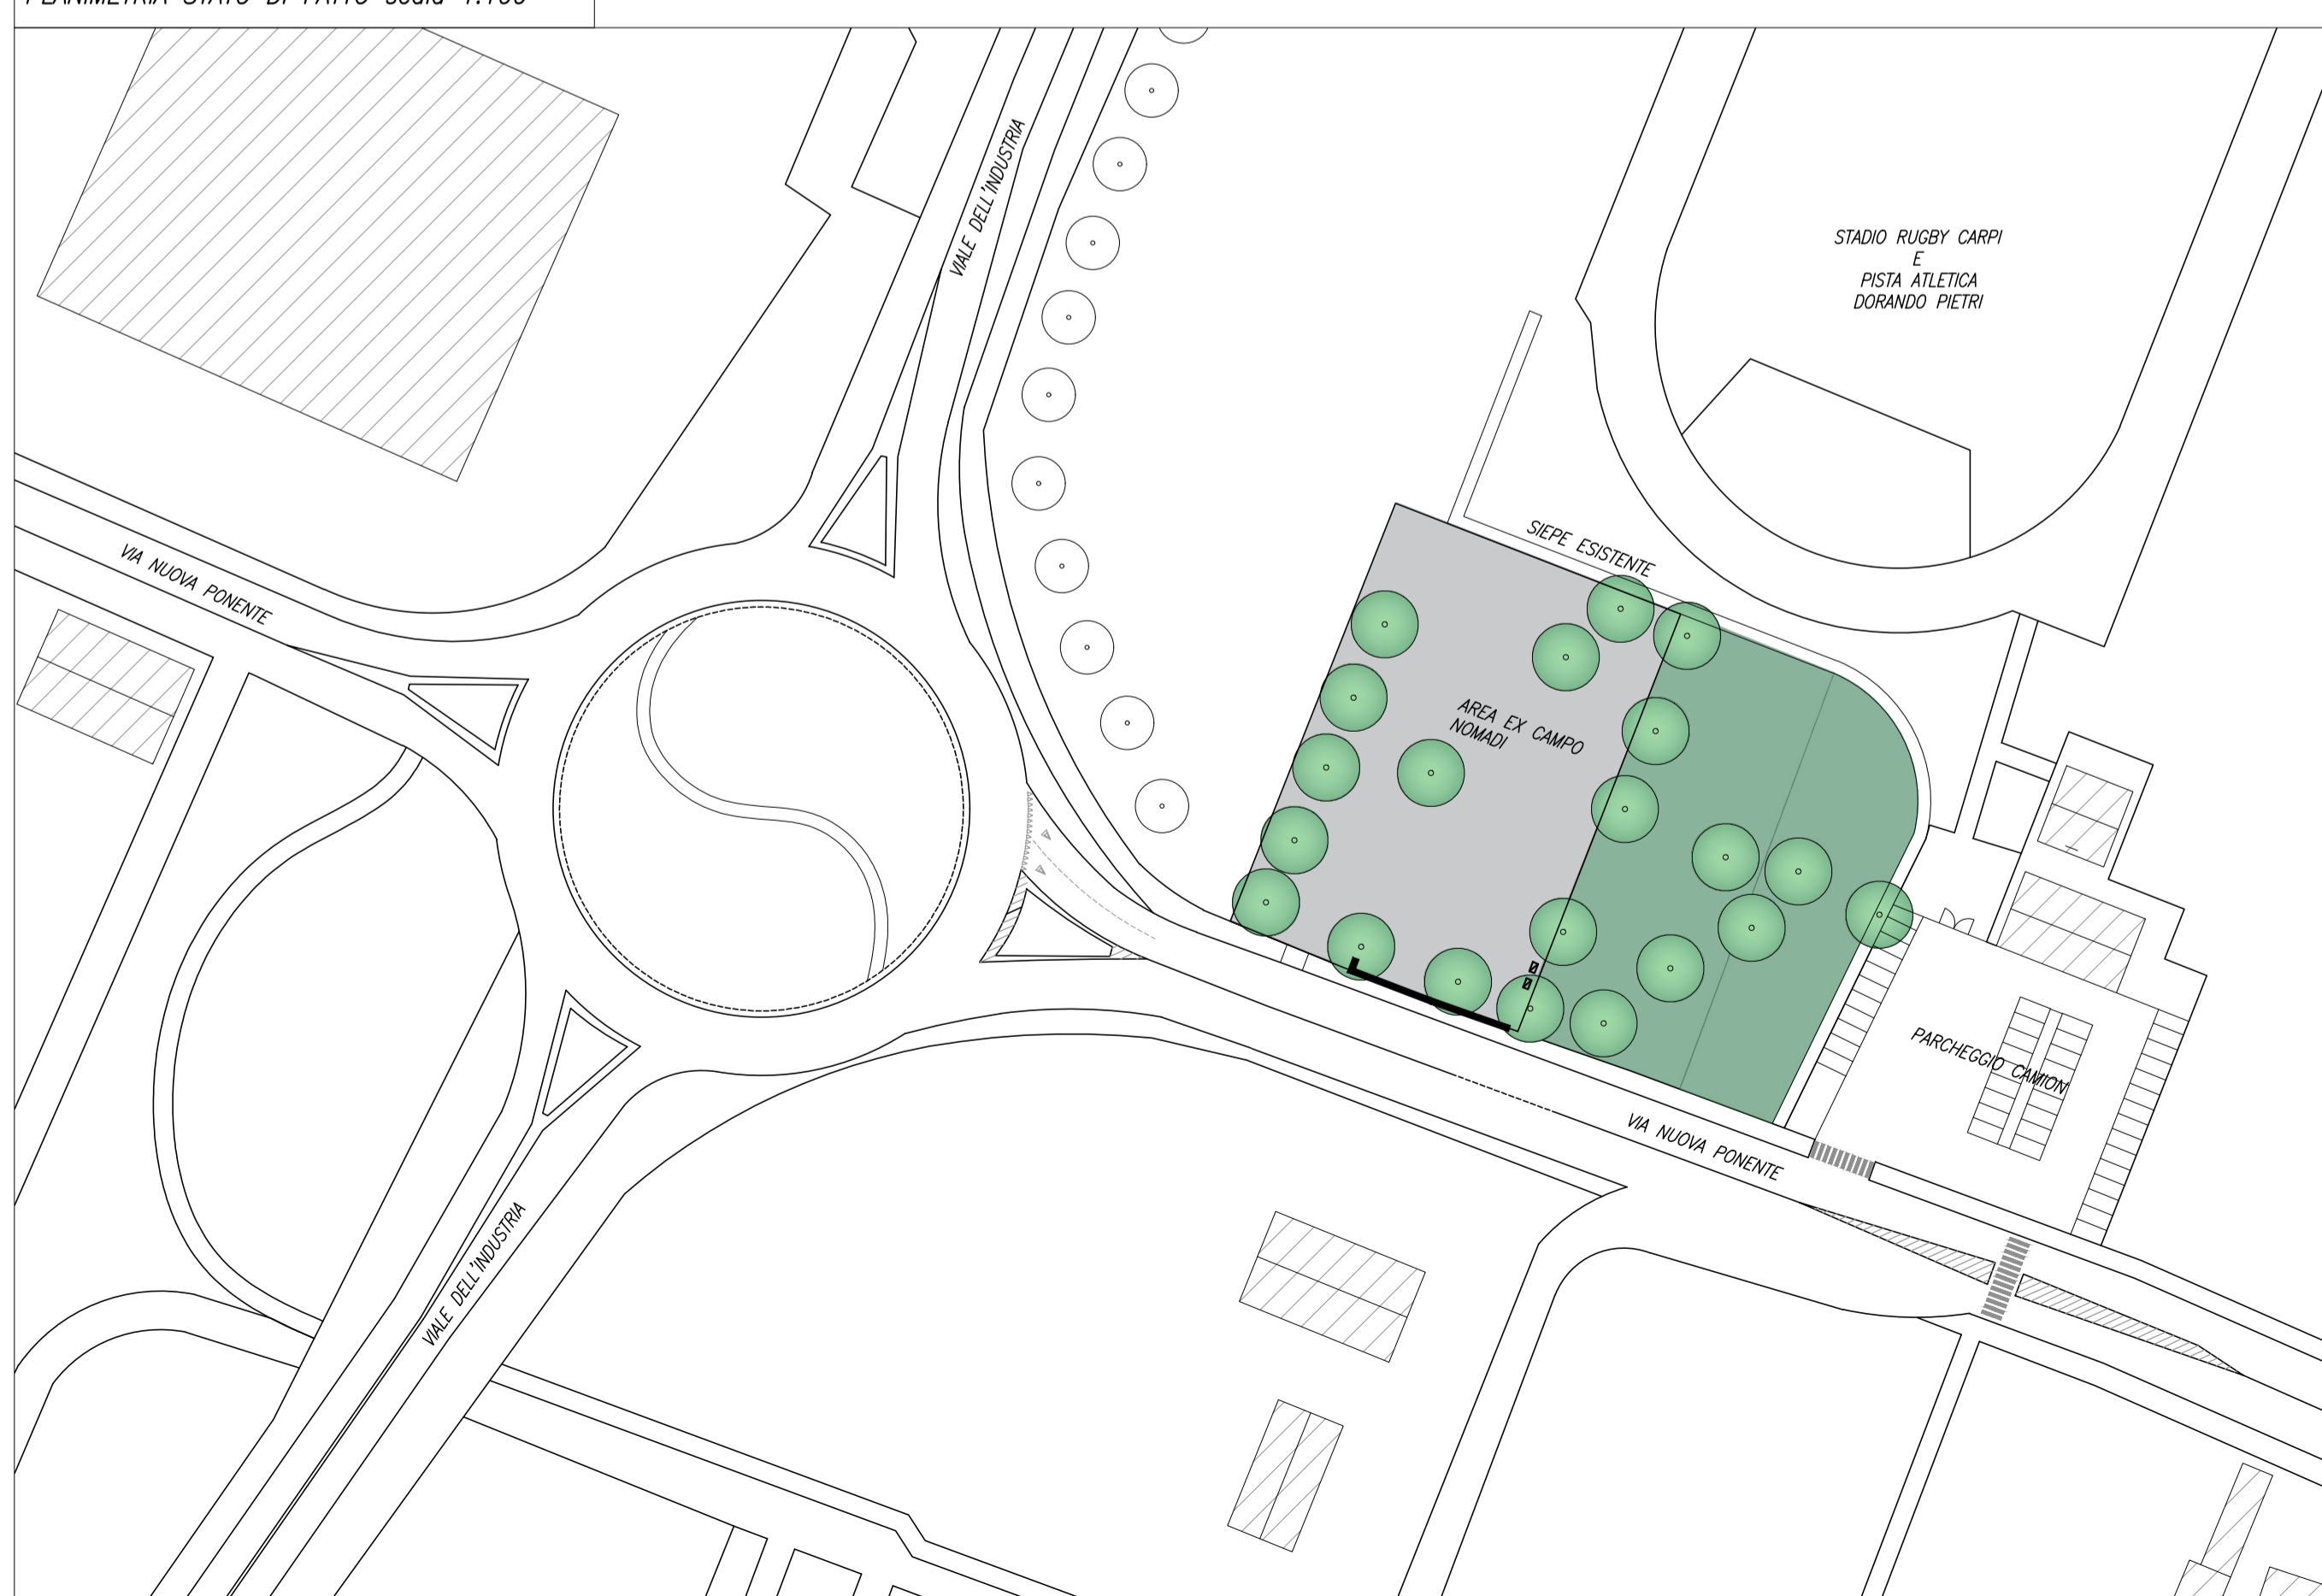 VIALE DELL'INDUSTRIA
STADIO RUGBY CARPI
E
PISTA ATLETICA
DORANDO PIETRI
SIEPE ESISTENTE
VIA NUOVA PONENTE
AREA EX CAMPO
NOMADI
PARCHEGGIO CAMION
VIA NUOVA PONENTE
VIALE DELL'INDUSTRIA